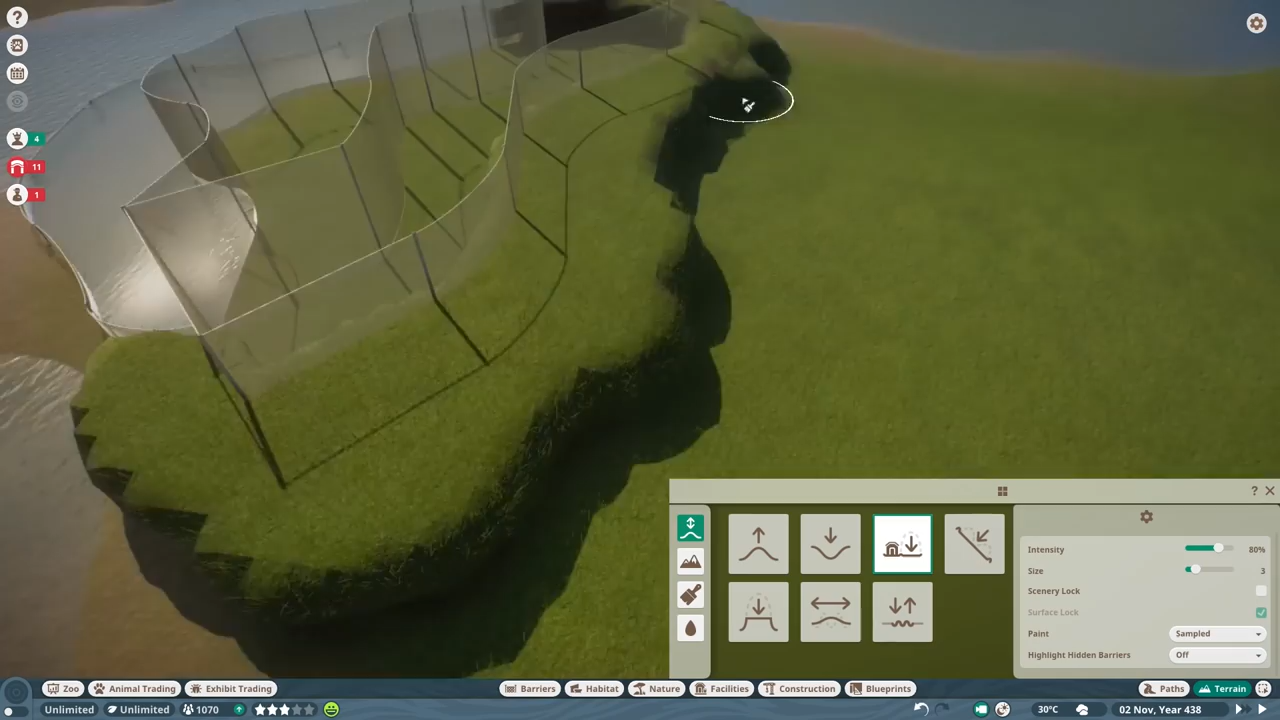 ?
4
11
1
?
Intensity 80%
Size 3
Scenery Lock
Surface Lock
Paint Sampled
Highlight Hidden Barriers Off
Zoo Animal Trading Exhibit Trading Barriers Habitat Nature Facilities Construction Blueprints Paths Terrain
Unlimited Unlimited 1070 30°C 02 Nov, Year 438